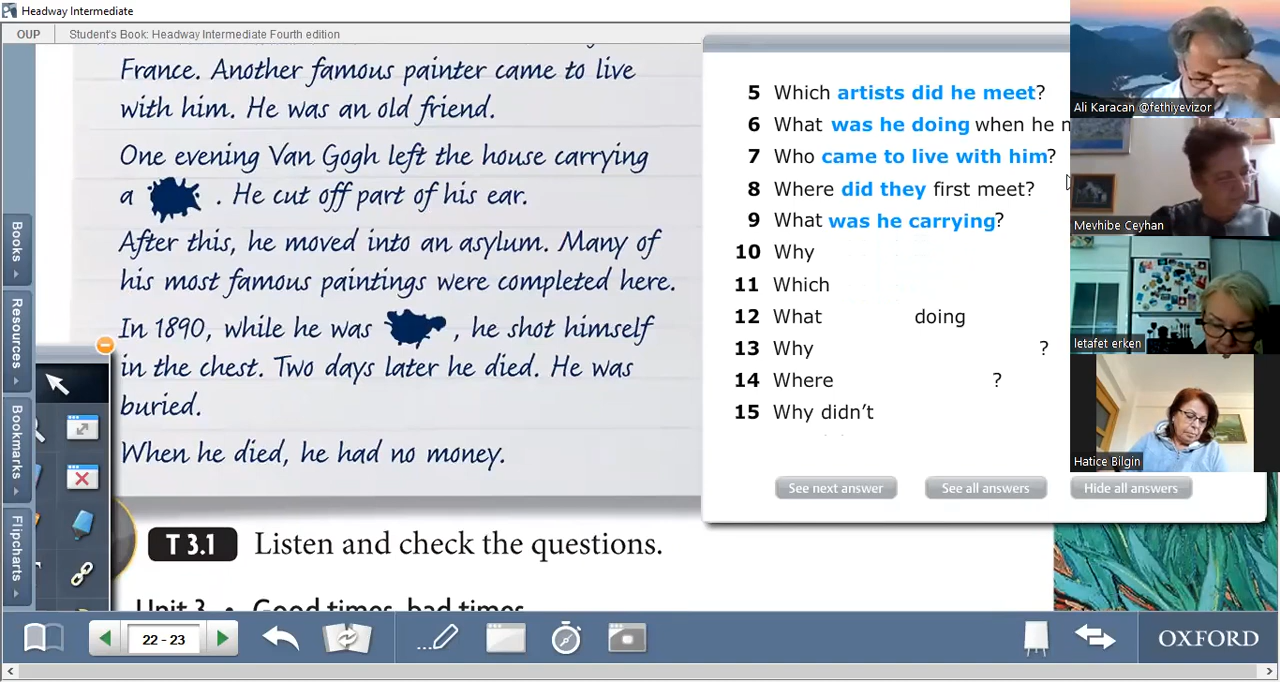 Headway Intermediate
OUP
Student's Book: Headway Intermediate Fourth edition
France. Another famous painter came to live
with him. He was an old friend.
One evening Van Gogh left the house carrying
a . He cut off part of his ear.
After this, he moved into an asylum. Many of
his most famous paintings were completed here.
In 1890, while he was , he shot himself
in the chest. Two days later he died. He was
buried.
When he died, he had no money.
T 3.1 Listen and check the questions.
Unit 3 • Good times, bad times
Books
Resources
Bookmarks
Flipcharts
5 Which artists did he meet?
6 What was he doing when he
7 Who came to live with him?
8 Where did they first meet?
9 What was he carrying?
10 Why
11 Which
12 What doing
13 Why ?
14 Where ?
15 Why didn't
See next answer
See all answers
Hide all answers
Ali Karacan @fethiyevizor
Mevhibe Ceyhan
letafet erken
Hatice Bilgin
22 - 23
OXFORD